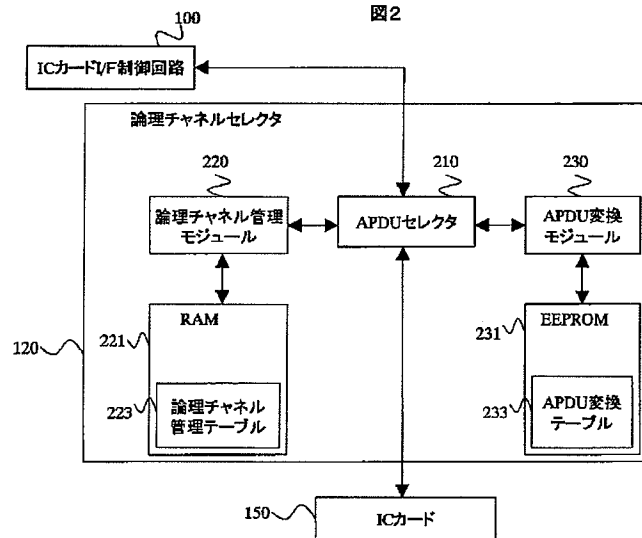 図2
100
ICカードI/F制御回路
論理チャネルセレクタ
220
210
230
論理チャネル管理
モジュール
APDUセレクタ
APDU変換
モジュール
120
221
RAM
231
EEPROM
223
論理チャネル
管理テーブル
233
APDU変換
テーブル
150
ICカード